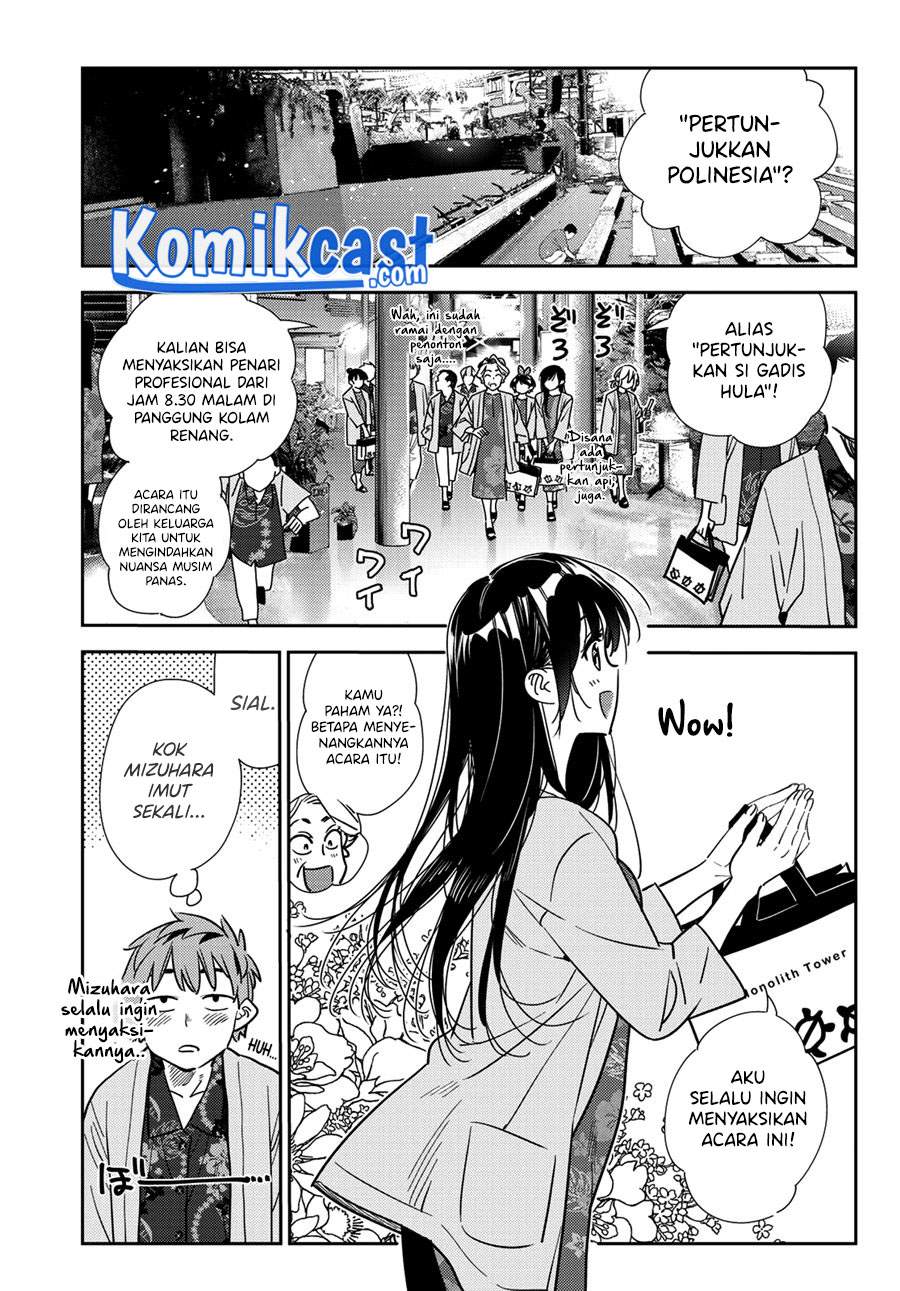 "PERTUN-
JUKKAN
POLINESIA"?
Komikcast
.com
ALIAS
"PERTUNJUK-
KAN SI GADIS
HULA"!
ぞろ
ぞろ
Wah, ini sudah
ramai dengan
penonton
saja....
Disana
ada
pertunjuk-
kan api,
juga.
KALIAN BISA
MENYAKSIKAN PENARI
PROFESIONAL DARI
JAM 8.30 MALAM DI
PANGGUNG KOLAM
RENANG.
ACARA ITU
DIRANCANG
OLEH KELUARGA
KITA UNTUK
MENGINDAHKAN
NUANSA MUSIM
PANAS.
ワイ
ワイ
SIAL.
KOK
MIZUHARA
IMUT
SEKALI...
Mizuhara
selalu ingin
menyaksi-
kannya..
HUH...
ぼーー……
KAMU
PAHAM YA?!
BETAPA MENYE-
NANGKANNYA
ACARA ITU!
Wow!
Monolith Tower
AKU
SELALU INGIN
MENYAKSIKAN
ACARA INI!